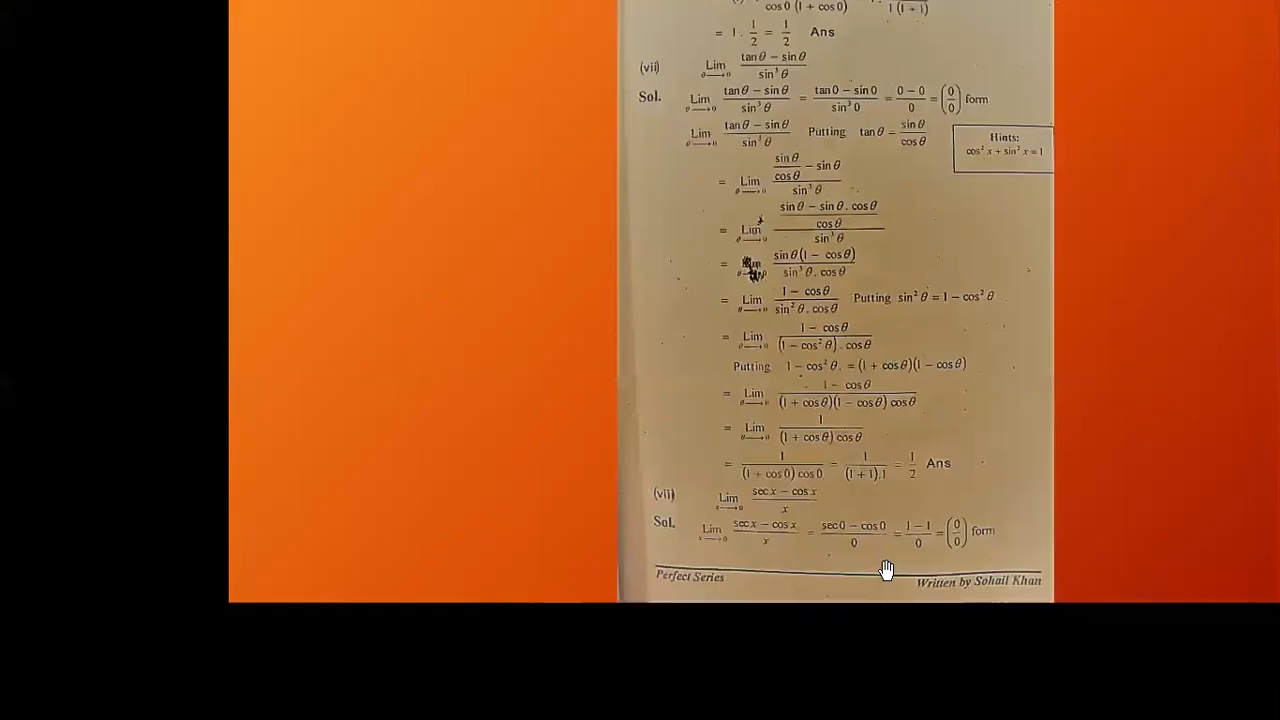 cos 0 (1 + cos 0) 1 (1 + 1)
= 1 . 1/2 = 1/2 Ans
(vii) Lim θ→0 (tan θ − sin θ)/(sin³ θ)
Sol. Lim θ→0 (tan θ − sin θ)/(sin³ θ) = (tan 0 − sin 0)/(sin³ 0) = (0 − 0)/0 = (0/0) form
Lim θ→0 (tan θ − sin θ)/(sin³ θ) Putting tan θ = sin θ/cos θ
Hints:
cos² x + sin² x = 1
= Lim θ→0 (sin θ/cos θ − sin θ)/(sin³ θ)
= Lim θ→0 ((sin θ − sin θ . cos θ)/cos θ)/(sin³ θ)
= Lim θ→0 (sin θ (1 − cos θ))/(sin³ θ . cos θ)
= Lim θ→0 (1 − cos θ)/(sin² θ . cos θ) Putting sin² θ = 1 − cos² θ
= Lim θ→0 (1 − cos θ)/((1 − cos² θ) . cos θ)
Putting 1 − cos² θ. = (1 + cos θ)(1 − cos θ)
= Lim θ→0 (1 − cos θ)/((1 + cos θ)(1 − cos θ) cos θ)
= Lim θ→0 1/((1 + cos θ) cos θ)
= 1/((1 + cos 0) cos 0) = 1/((1 + 1).1) = 1/2 Ans
(vii) Lim x→0 (sec x − cos x)/x
Sol. Lim x→0 (sec x − cos x)/x = (sec 0 − cos 0)/0 = (1 − 1)/0 = (0/0) form
Perfect Series Written by Sohail Khan